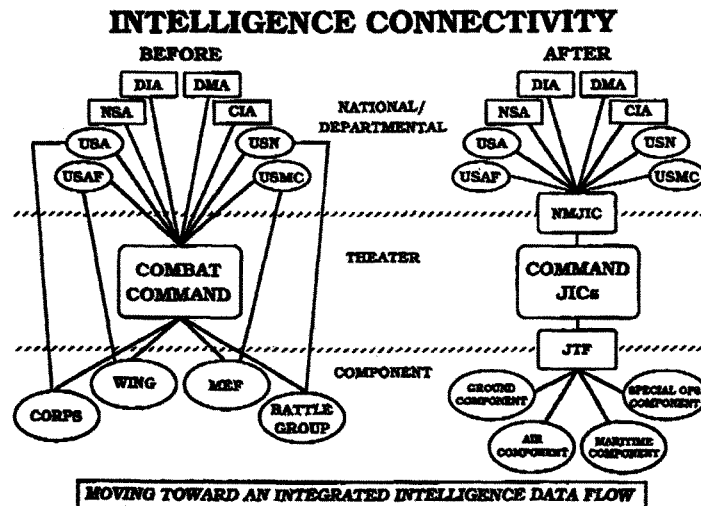 INTELLIGENCE CONNECTIVITY
BEFORE
DIA
DMA
NSA
CIA
USA
USN
USAF
USMC
COMBAT
COMMAND
CORPS
WING
MEF
BATTLE
GROUP
NATIONAL/
DEPARTMENTAL
THEATER
COMPONENT
AFTER
DIA
DMA
NSA
CIA
USA
USN
USAF
USMC
NMJIC
COMMAND
JICs
JTF
GROUND
COMPONENT
SPECIAL OPS
COMPONENT
AIR
COMPONENT
MARITIME
COMPONENT
MOVING TOWARD AN INTEGRATED INTELLIGENCE DATA FLOW